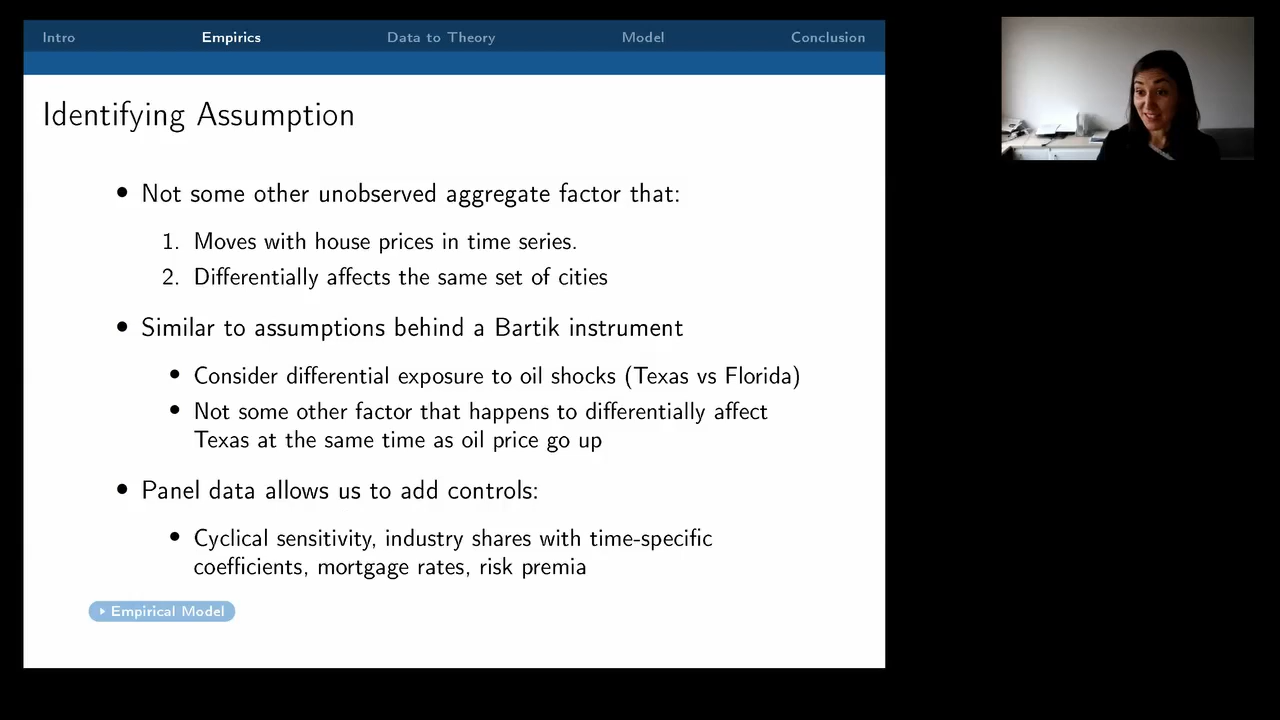 Intro Empirics Data to Theory Model Conclusion
Identifying Assumption
• Not some other unobserved aggregate factor that:
1. Moves with house prices in time series.
2. Differentially affects the same set of cities
• Similar to assumptions behind a Bartik instrument
• Consider differential exposure to oil shocks (Texas vs Florida)
• Not some other factor that happens to differentially affect
Texas at the same time as oil price go up
• Panel data allows us to add controls:
• Cyclical sensitivity, industry shares with time-specific
coefficients, mortgage rates, risk premia
Empirical Model